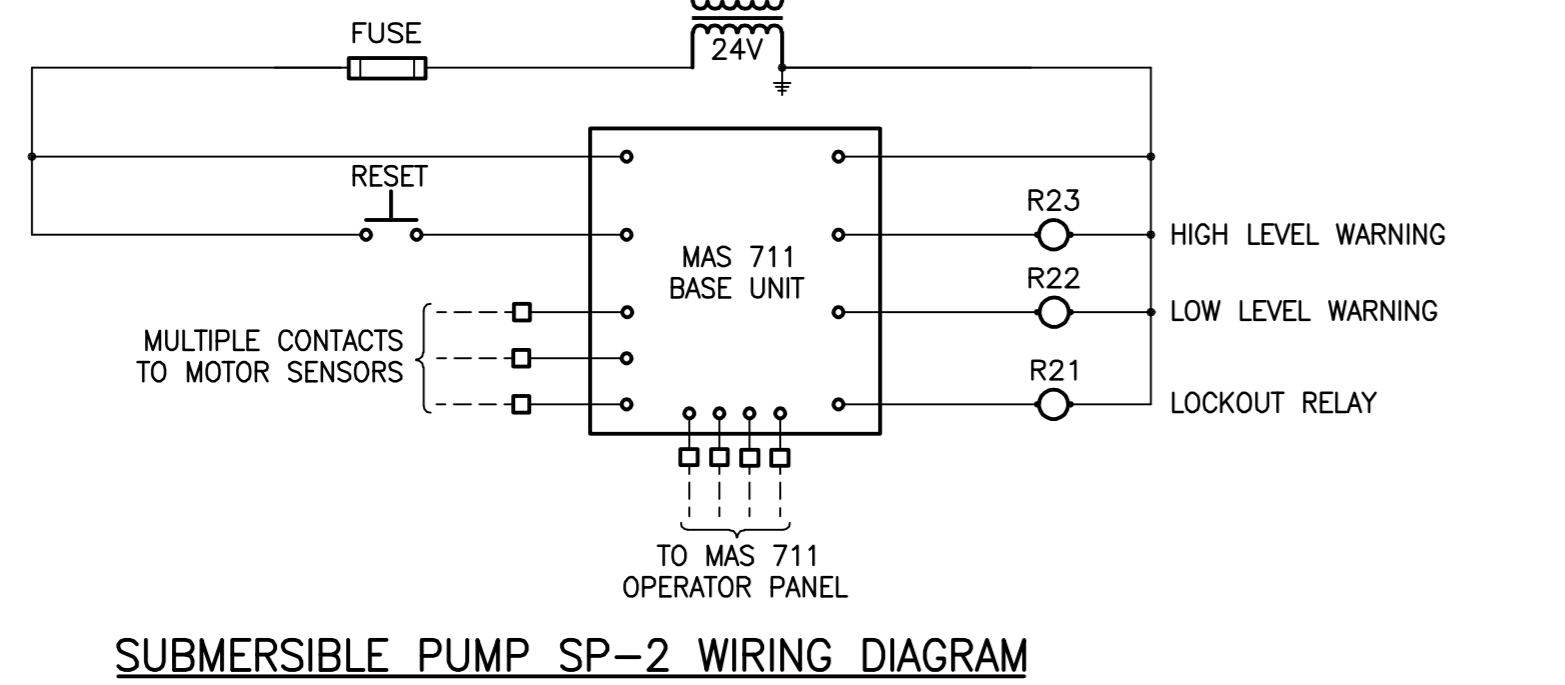 FUSE
24V
RESET
MAS 711
BASE UNIT
R23
HIGH LEVEL WARNING
R22
LOW LEVEL WARNING
MULTIPLE CONTACTS
TO MOTOR SENSORS
R21
LOCKOUT RELAY
TO MAS 711
OPERATOR PANEL
SUBMERSIBLE PUMP SP-2 WIRING DIAGRAM